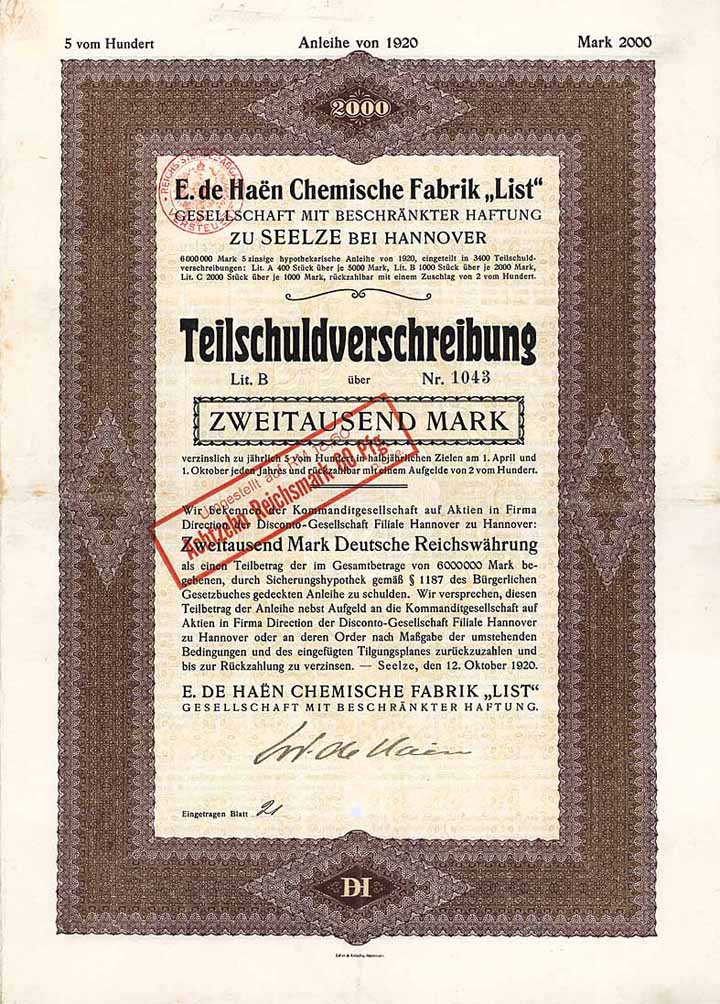 5 vom Hundert Anleihe von 1920 Mark 2000
2000
E. de Haën Chemische Fabrik „List“
GESELLSCHAFT MIT BESCHRÄNKTER HAFTUNG
ZU SEELZE BEI HANNOVER
6000000 Mark 5 zinsige hypothekarische Anleihe von 1920, eingeteilt in 3400 Teilschuld-
verschreibungen: Lit. A 400 Stück über je 5000 Mark, Lit. B 1000 Stück über je 2000 Mark,
Lit. C 2000 Stück über je 1000 Mark, rückzahlbar mit einem Zuschlag von 2 vom Hundert.
Teilschuldverschreibung
Lit. B über Nr. 1043
ZWEITAUSEND MARK
verzinslich zu jährlich 5 vom Hundert in halbjährlichen Zielen am 1. April und
1. Oktober jeden Jahres und rückzahlbar mit einem Aufgelde von 2 vom Hundert.
Umgestellt auf RM 18.60
Achtzehn Reichsmark 60 Pfg.
Wir bekennen, der Kommanditgesellschaft auf Aktien in Firma
Direction der Disconto-Gesellschaft Filiale Hannover zu Hannover:
Zweitausend Mark Deutsche Reichswährung
als einen Teilbetrag der im Gesamtbetrage von 6000000 Mark be-
gebenen, durch Sicherungshypothek gemäß § 1187 des Bürgerlichen
Gesetzbuches gedeckten Anleihe zu schulden. Wir versprechen, diesen
Teilbetrag der Anleihe nebst Aufgeld an die Kommanditgesellschaft auf
Aktien in Firma Direction der Disconto-Gesellschaft Filiale Hannover
zu Hannover oder an deren Order nach Maßgabe der umstehenden
Bedingungen und des eingefügten Tilgungsplanes zurückzuzahlen und
bis zur Rückzahlung zu verzinsen. — Seelze, den 12. Oktober 1920.
E. DE HAËN CHEMISCHE FABRIK „LIST“
GESELLSCHAFT MIT BESCHRÄNKTER HAFTUNG.
de Haën
Eingetragen Blatt 21
DH